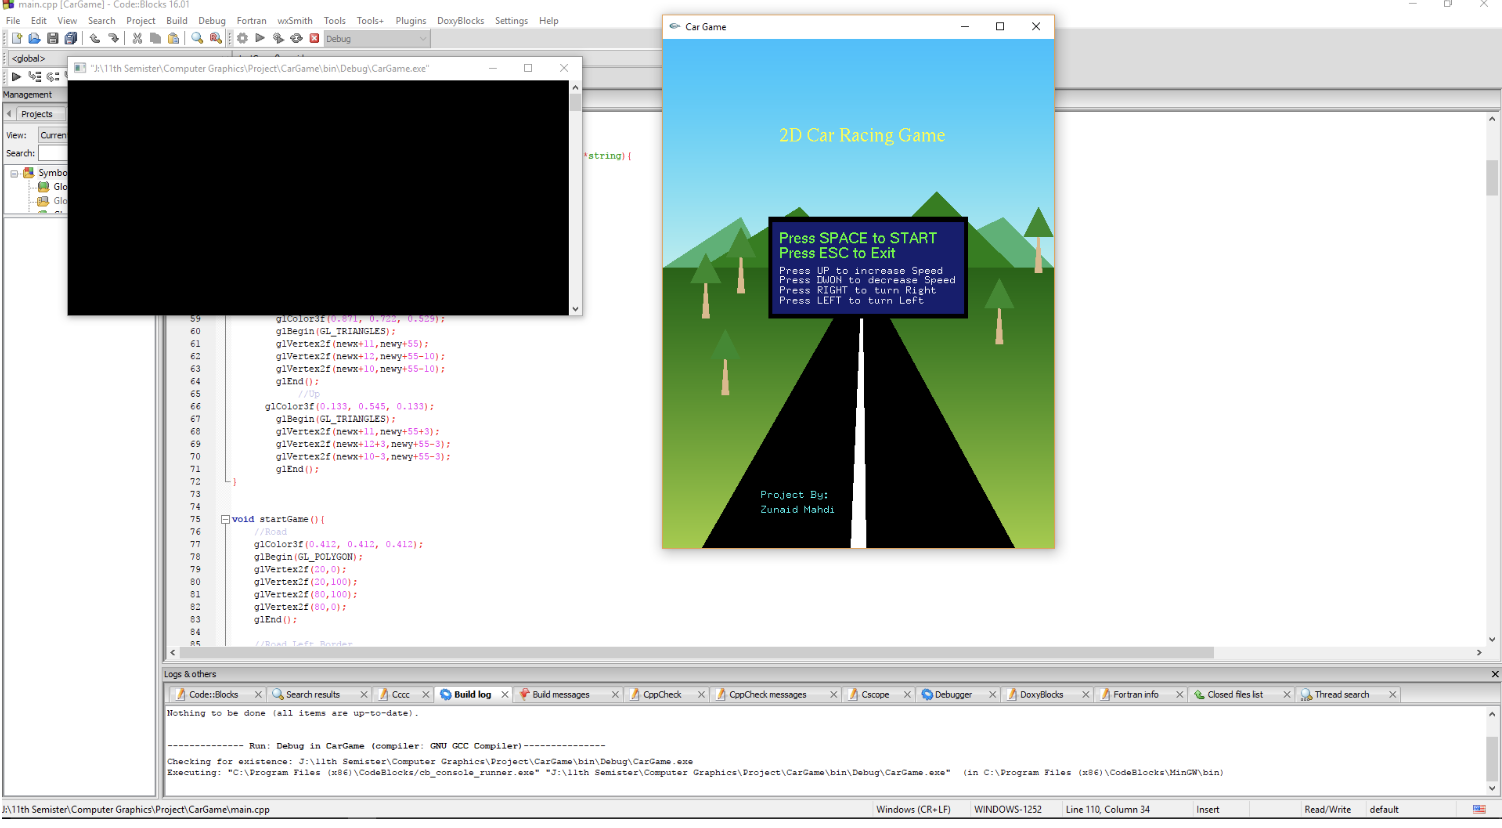 main.cpp [CarGame] - Code::Blocks 16.01
File Edit View Search Project Build Debug Fortran wxSmith Tools Tools+ Plugins DoxyBlocks Settings Help
Debug
<global>
"J:\11th Semister\Computer Graphics\Project\CarGame\bin\Debug\CarGame.exe"
Management
Projects
View: Curren
Search:
Symbo
Glo
Glo
*string){
59 glColor3f(0.871, 0.722, 0.529);
60 glBegin(GL_TRIANGLES);
61 glVertex2f(newx+11,newy+55);
62 glVertex2f(newx+12,newy+55-10);
63 glVertex2f(newx+10,newy+55-10);
64 glEnd();
65 //Up
66 glColor3f(0.133, 0.545, 0.133);
67 glBegin(GL_TRIANGLES);
68 glVertex2f(newx+11,newy+55+3);
69 glVertex2f(newx+12+3,newy+55-3);
70 glVertex2f(newx+10-3,newy+55-3);
71 glEnd();
72 }
73
74
75 void startGame(){
76 //Road
77 glColor3f(0.412, 0.412, 0.412);
78 glBegin(GL_POLYGON);
79 glVertex2f(20,0);
80 glVertex2f(20,100);
81 glVertex2f(80,100);
82 glVertex2f(80,0);
83 glEnd();
84
85 //Road Left Border
Car Game
2D Car Racing Game
Press SPACE to START
Press ESC to Exit
Press UP to increase Speed
Press DWON to decrease Speed
Press RIGHT to turn Right
Press LEFT to turn Left
Project By:
Zunaid Mahdi
Logs & others
Code::Blocks Search results Cccc Build log Build messages CppCheck CppCheck messages Cscope Debugger DoxyBlocks Fortran info Closed files list Thread search
Nothing to be done (all items are up-to-date).
-------------- Run: Debug in CarGame (compiler: GNU GCC Compiler)---------------
Checking for existence: J:\11th Semister\Computer Graphics\Project\CarGame\bin\Debug\CarGame.exe
Executing: "C:\Program Files (x86)\CodeBlocks/cb_console_runner.exe" "J:\11th Semister\Computer Graphics\Project\CarGame\bin\Debug\CarGame.exe" (in C:\Program Files (x86)\CodeBlocks\MinGW\bin)
J:\11th Semister\Computer Graphics\Project\CarGame\main.cpp Windows (CR+LF) WINDOWS-1252 Line 110, Column 34 Insert Read/Write default